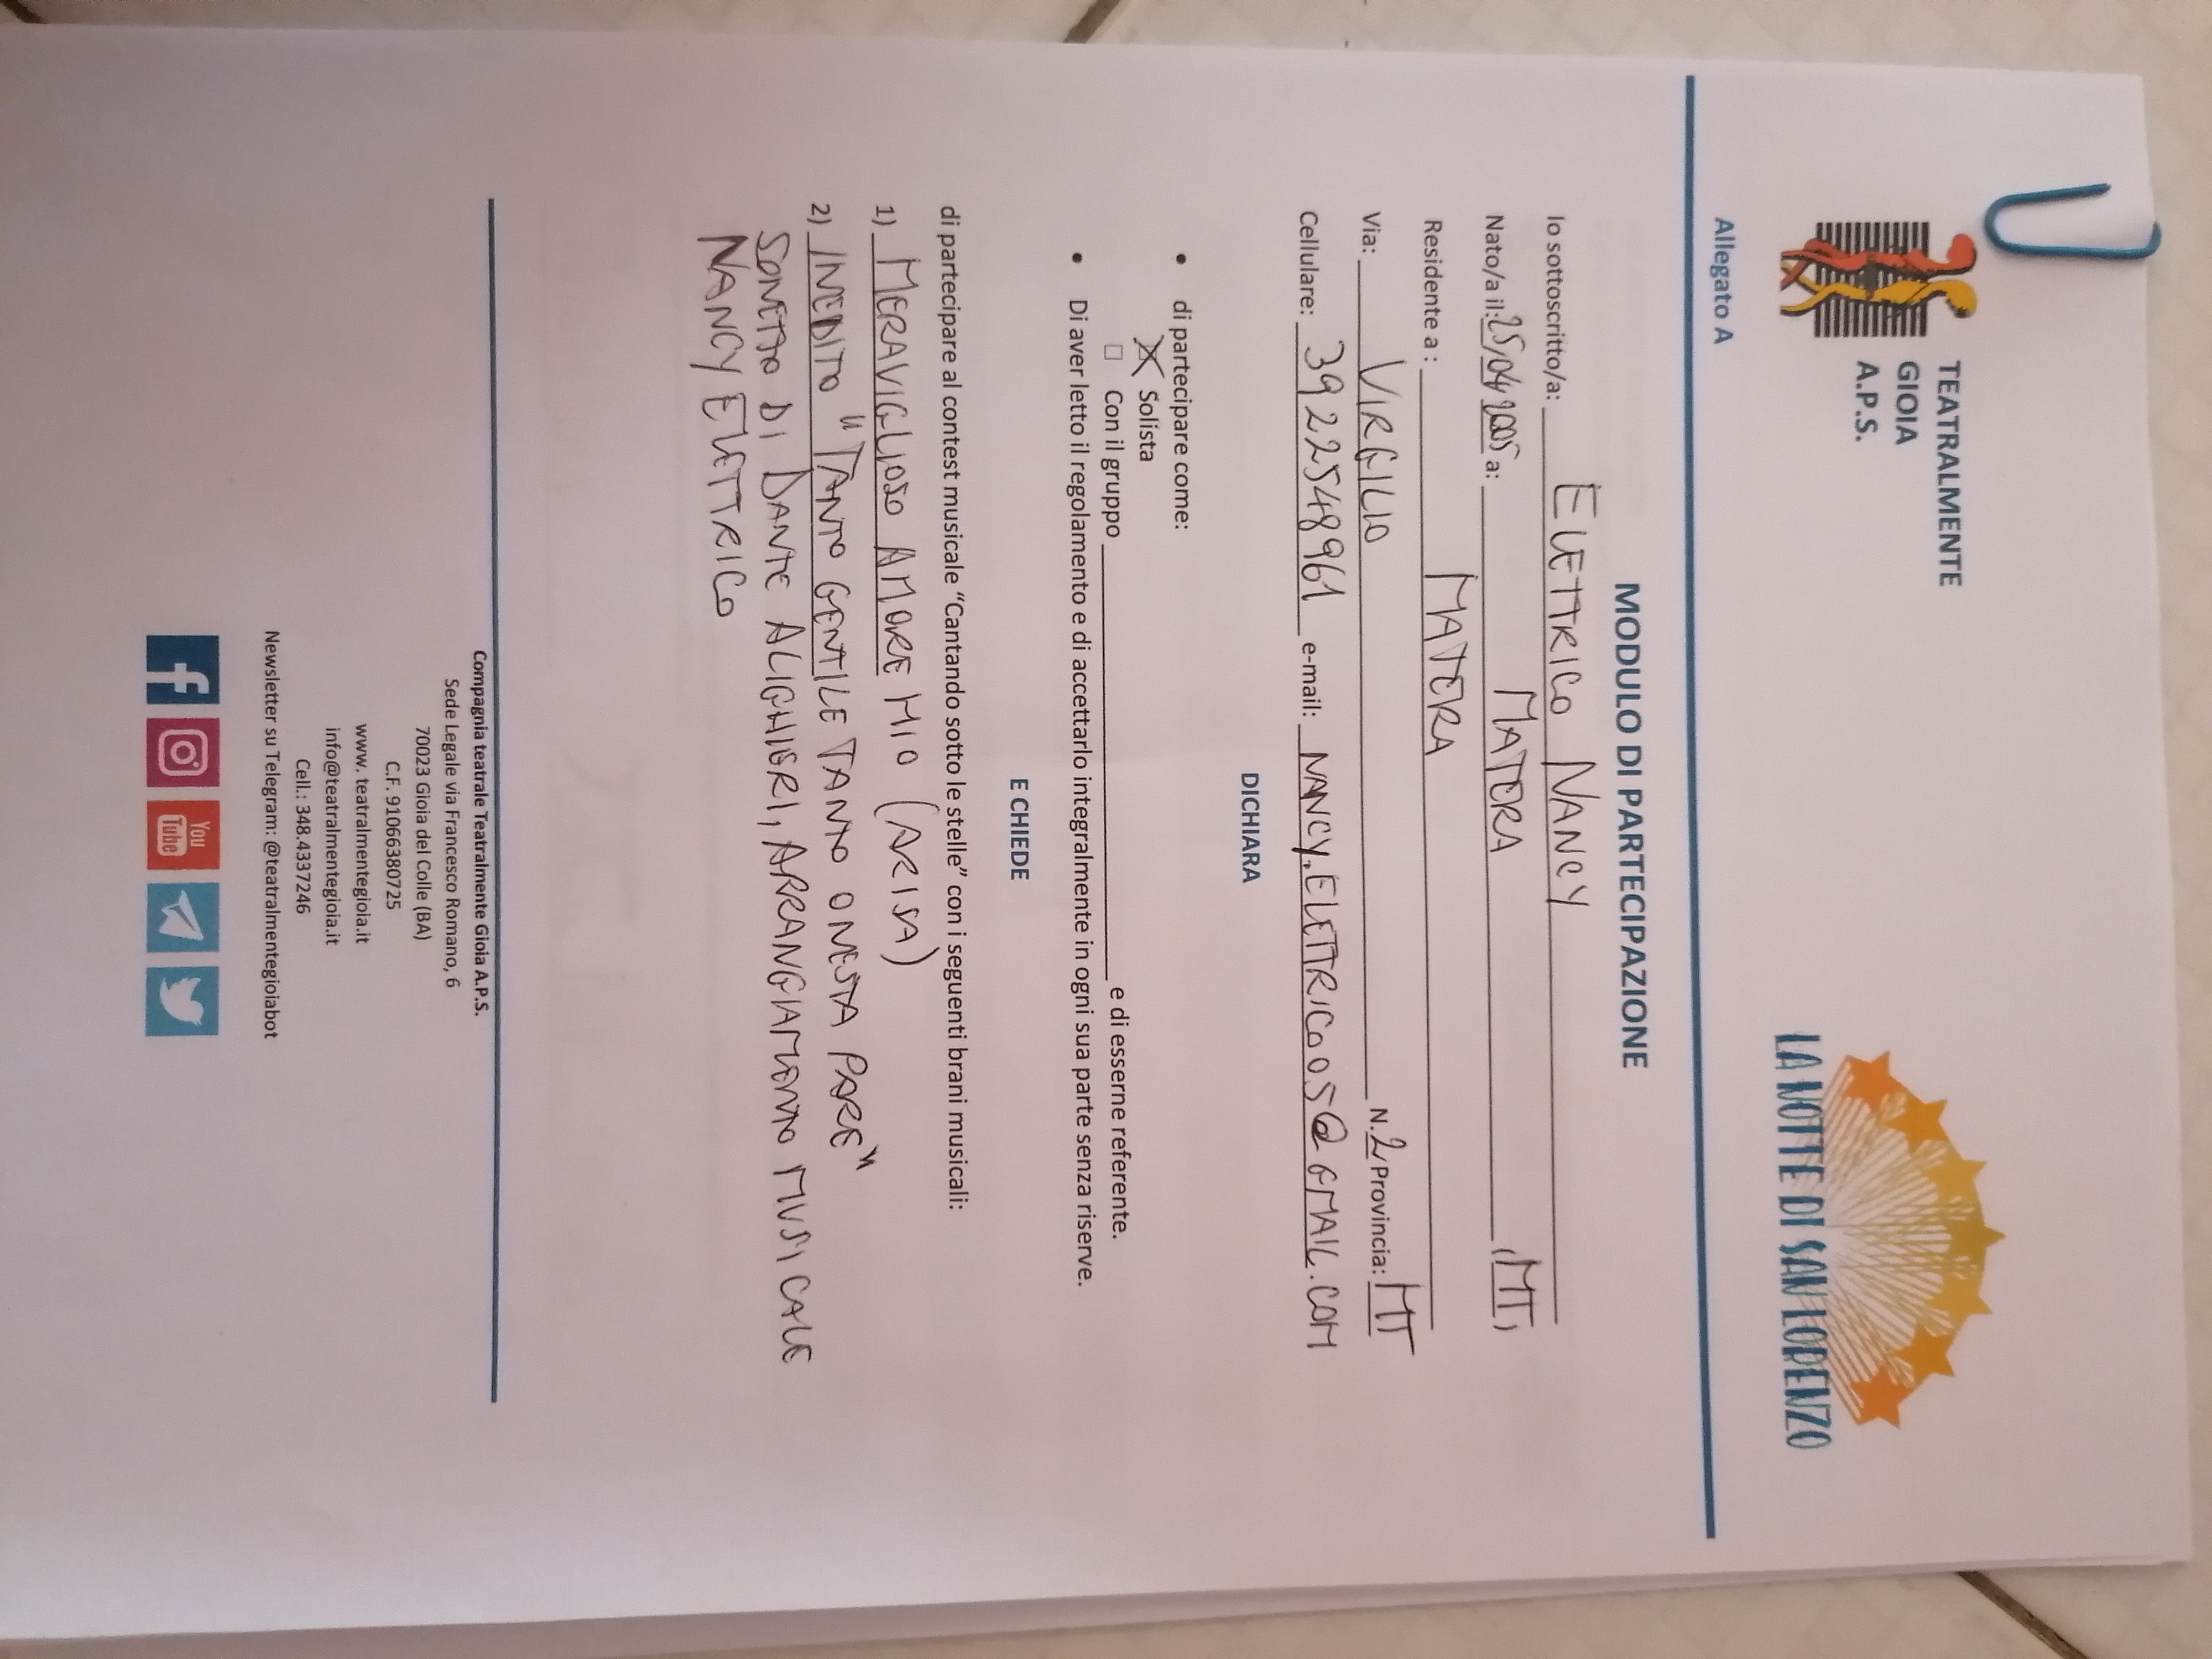 TEATRALMENTE
GIOIA
A.P.S.
LA NOTTE DI SAN LORENZO
Allegato A
MODULO DI PARTECIPAZIONE
Io sottoscritto/a: ELETTRICO NANCY
Nato/a il: 25/04/2005 a: MATERA (MT)
Residente a : MATERA
Via: VIRGILIO N. 2 Provincia: MT
Cellulare: 3922548961 e-mail: NANCY.ELETTRICO05@GMAIL.COM
DICHIARA
• di partecipare come:
☒ Solista
☐ Con il gruppo ____ e di esserne referente.
• Di aver letto il regolamento e di accettarlo integralmente in ogni sua parte senza riserve.
E CHIEDE
di partecipare al contest musicale “Cantando sotto le stelle” con i seguenti brani musicali:
1) MERAVIGLIOSO AMORE MIO (ARISA)
2) INEDITO "TANTO GENTILE TANTO ONESTA PARE"
SONETTO DI DANTE ALIGHIERI, ARRANGIAMENTO MUSICALE
NANCY ELETTRICO
Compagnia teatrale Teatralmente Gioia A.P.S.
Sede Legale via Francesco Romano, 6
70023 Gioia del Colle (BA)
C.F. 91066380725
www. teatralmentegioia.it
info@teatralmentegioia.it
Cell.: 348.4337246
Newsletter su Telegram: @teatralmentegioiabot
You
Tube